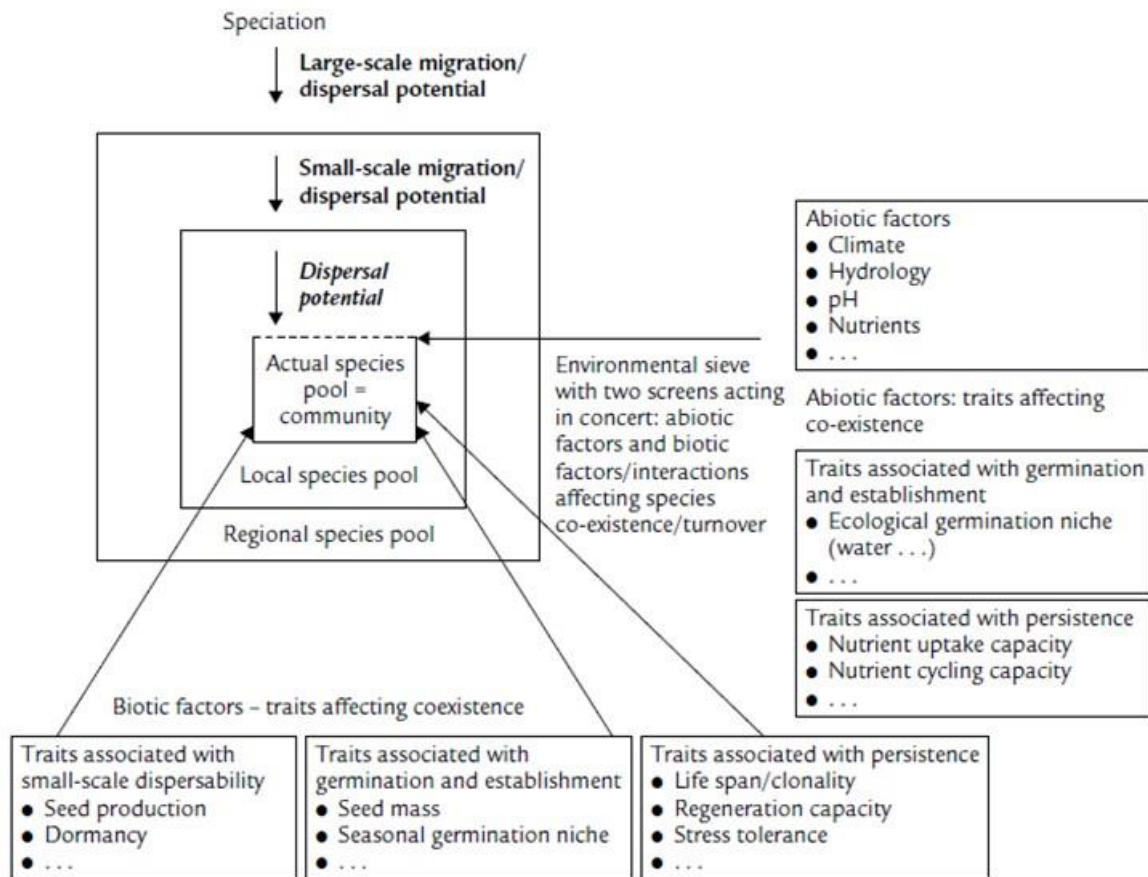 Speciation
Large-scale migration/
dispersal potential
Small-scale migration/
dispersal potential
Dispersal
potential
Actual species
pool =
community
Local species pool
Regional species pool
Environmental sieve
with two screens acting
in concert: abiotic
factors and biotic
factors/interactions
affecting species
co-existence/turnover
Abiotic factors
● Climate
● Hydrology
● pH
● Nutrients
● . . .
Abiotic factors: traits affecting
co-existence
Traits associated with germination
and establishment
● Ecological germination niche
(water . . .)
● . . .
Traits associated with persistence
● Nutrient uptake capacity
● Nutrient cycling capacity
● . . .
Biotic factors – traits affecting coexistence
Traits associated with
small-scale dispersability
● Seed production
● Dormancy
● . . .
Traits associated with
germination and establishment
● Seed mass
● Seasonal germination niche
● . . .
Traits associated with persistence
● Life span/clonality
● Regeneration capacity
● Stress tolerance
● . . .